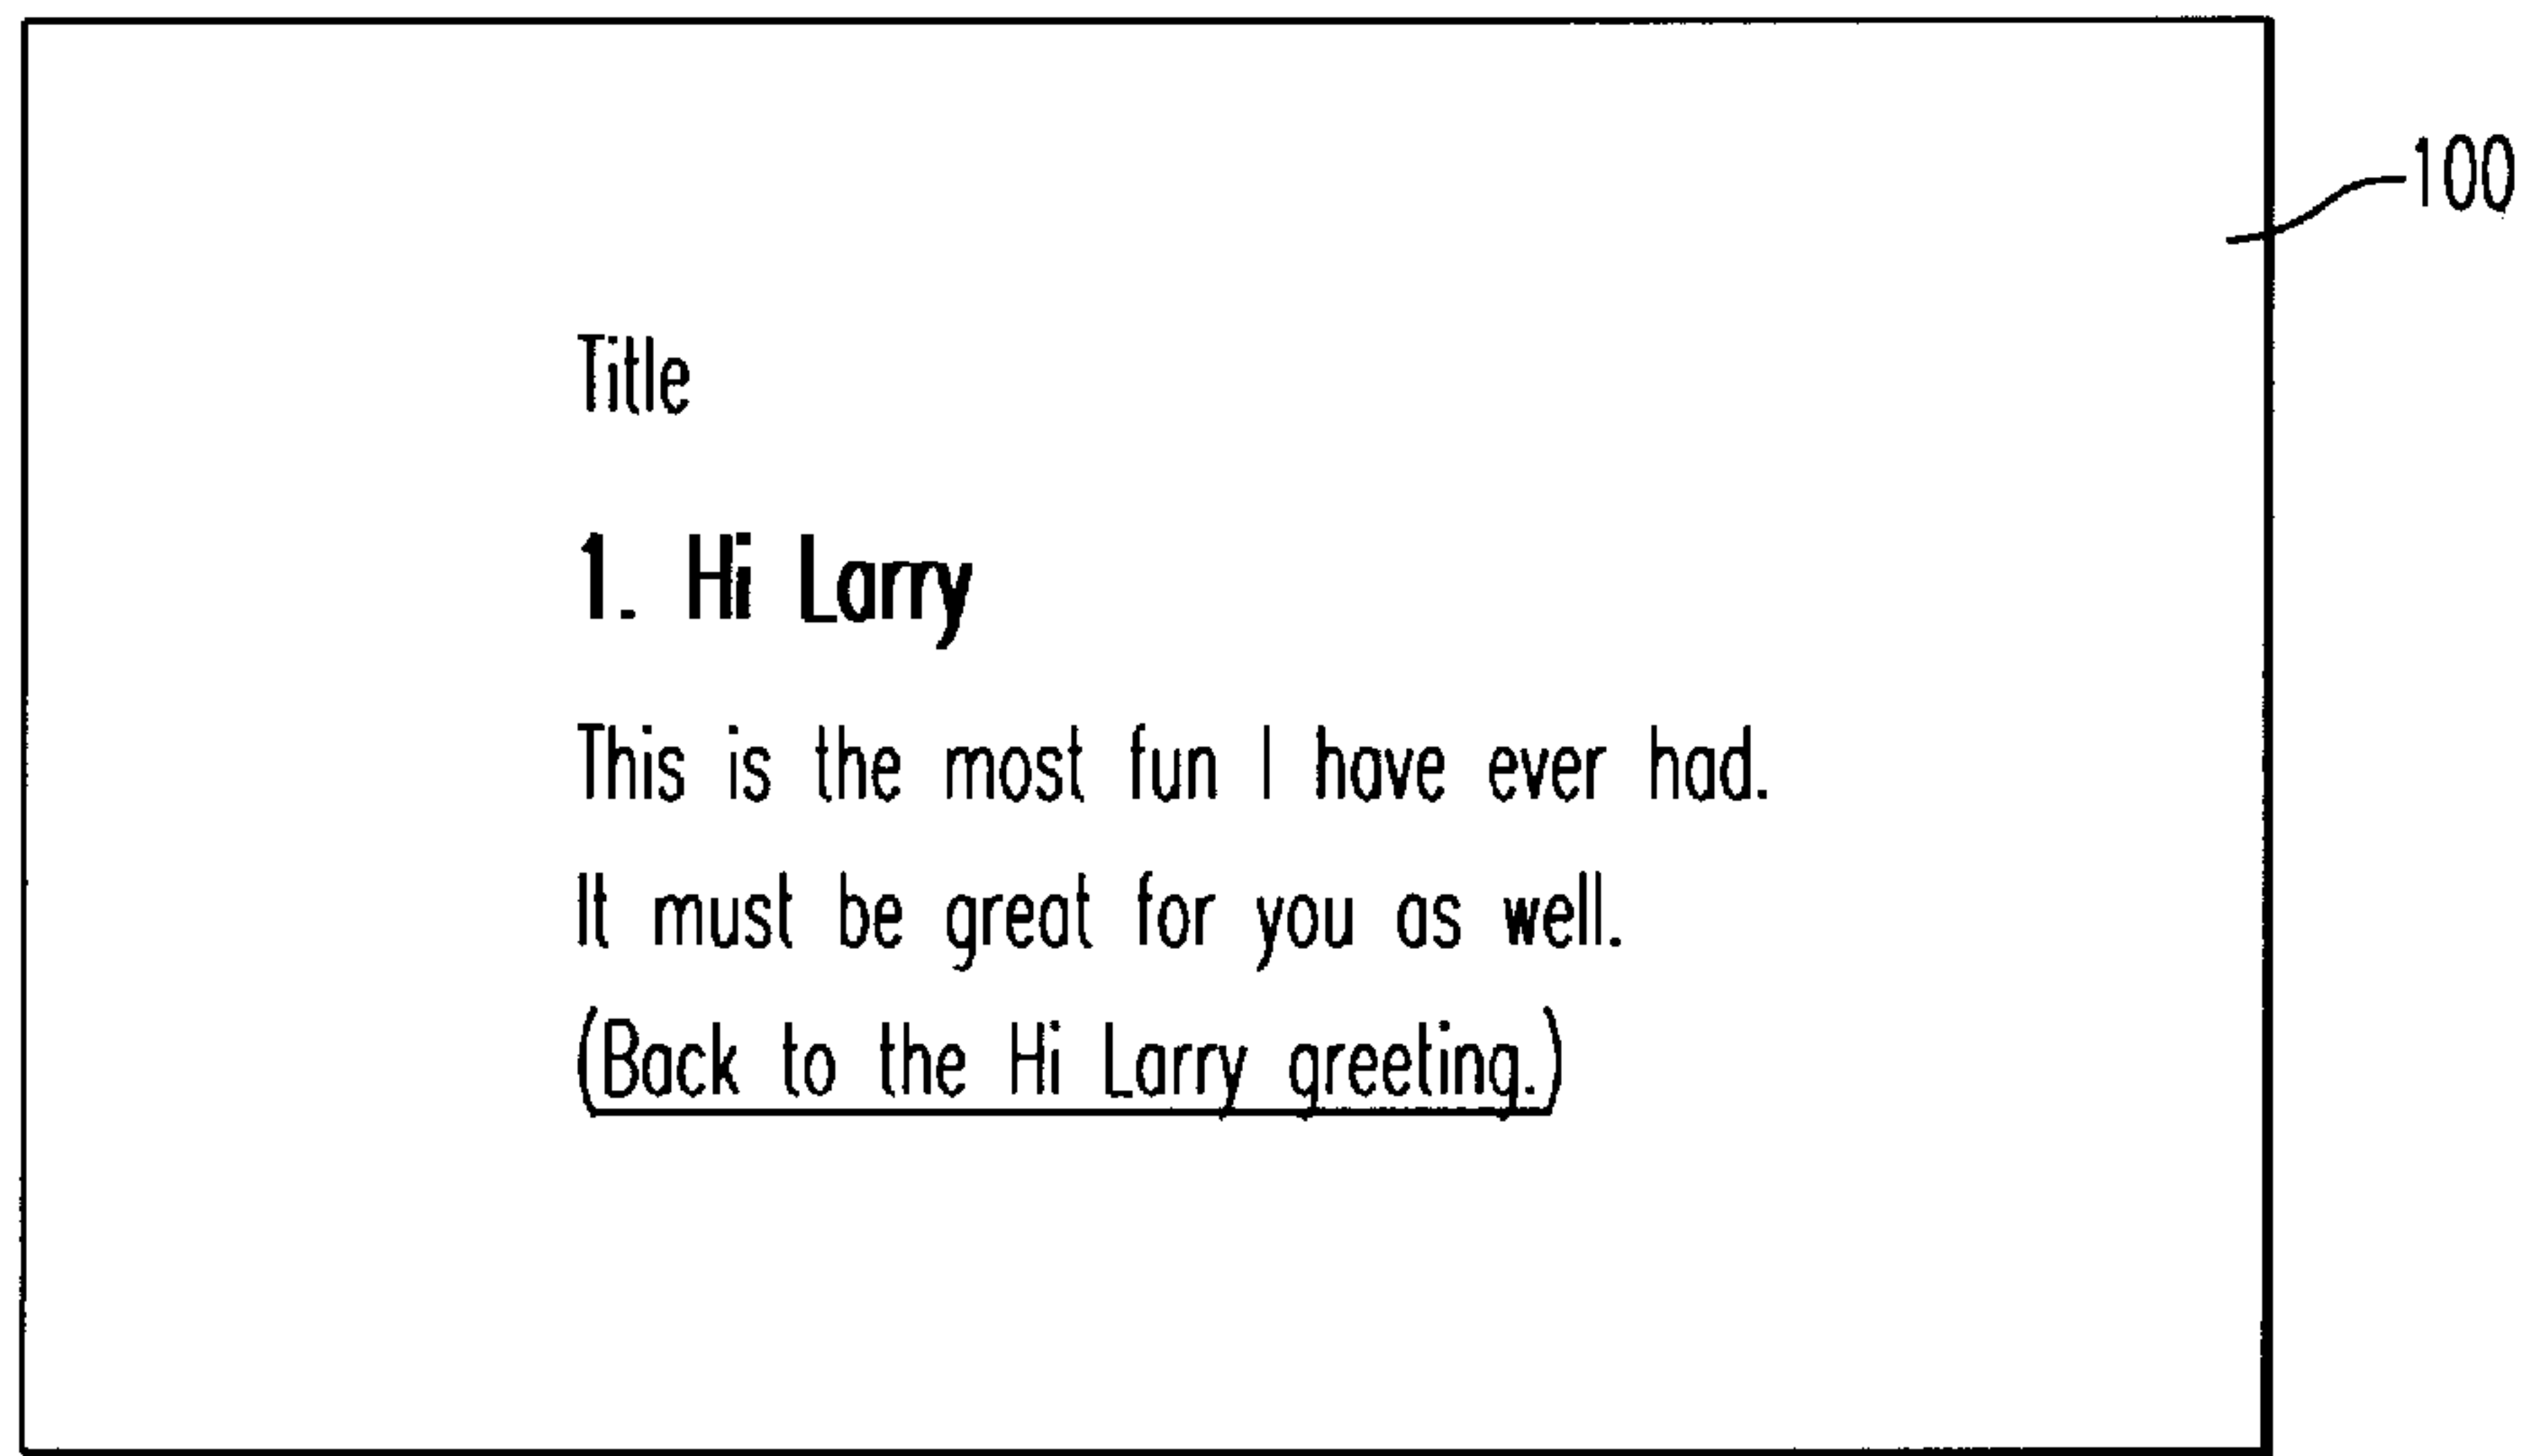 100
Title
1. Hi Larry
This is the most fun I have ever had.
It must be great for you as well.
(Back to the Hi Larry greeting.)